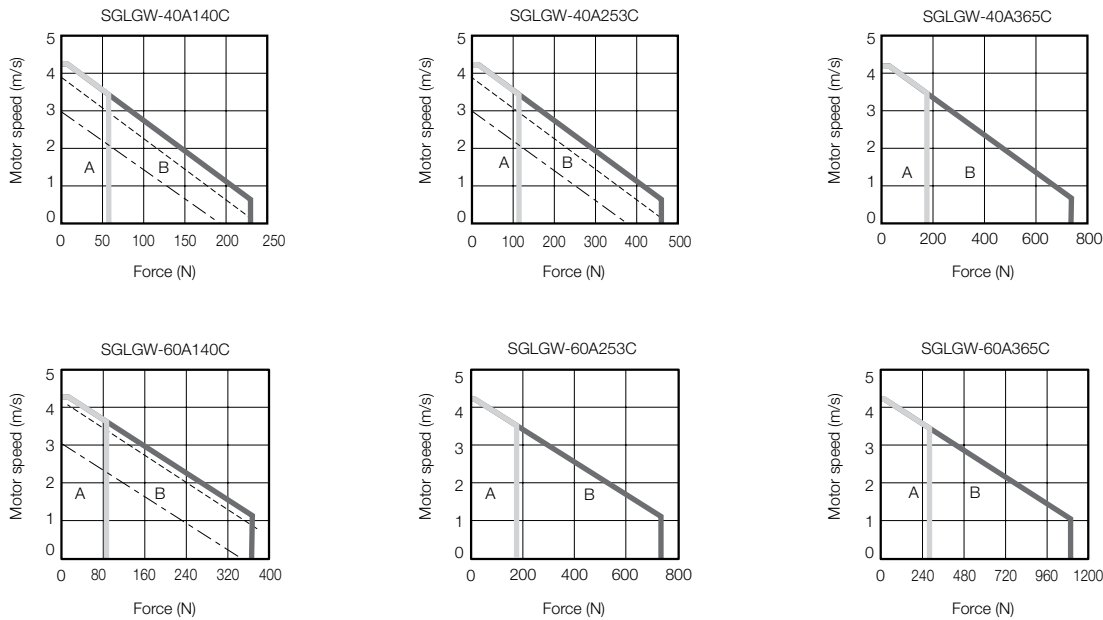 SGLGW-40A140C
Motor speed (m/s)
5
4
3
2
1
0
A
B
0 50 100 150 200 250
Force (N)
SGLGW-40A253C
Motor speed (m/s)
5
4
3
2
1
0
A
B
0 100 200 300 400 500
Force (N)
SGLGW-40A365C
Motor speed (m/s)
5
4
3
2
1
0
A
B
0 200 400 600 800
Force (N)
SGLGW-60A140C
Motor speed (m/s)
5
4
3
2
1
0
A
B
0 80 160 240 320 400
Force (N)
SGLGW-60A253C
Motor speed (m/s)
5
4
3
2
1
0
A
B
0 200 400 600 800
Force (N)
SGLGW-60A365C
Motor speed (m/s)
5
4
3
2
1
0
A
B
0 240 480 720 960 1200
Force (N)